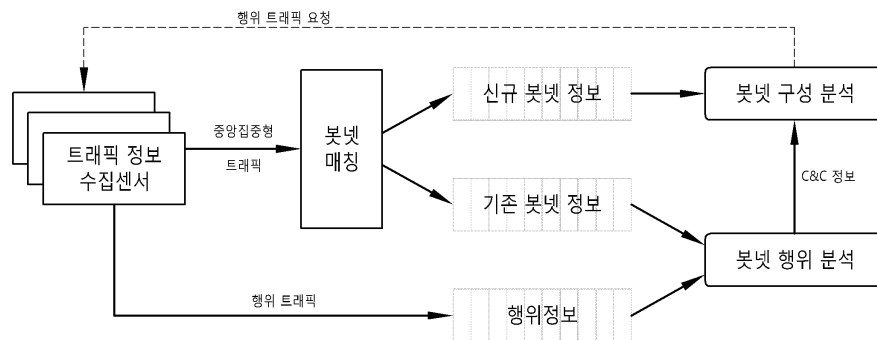 행위 트래픽 요청
신규 봇넷 정보
봇넷 구성 분석
중앙집중형
트래픽
봇넷
매칭
트래픽 정보
수집센서
C&C 정보
기존 봇넷 정보
봇넷 행위 분석
행위 트래픽
행위정보